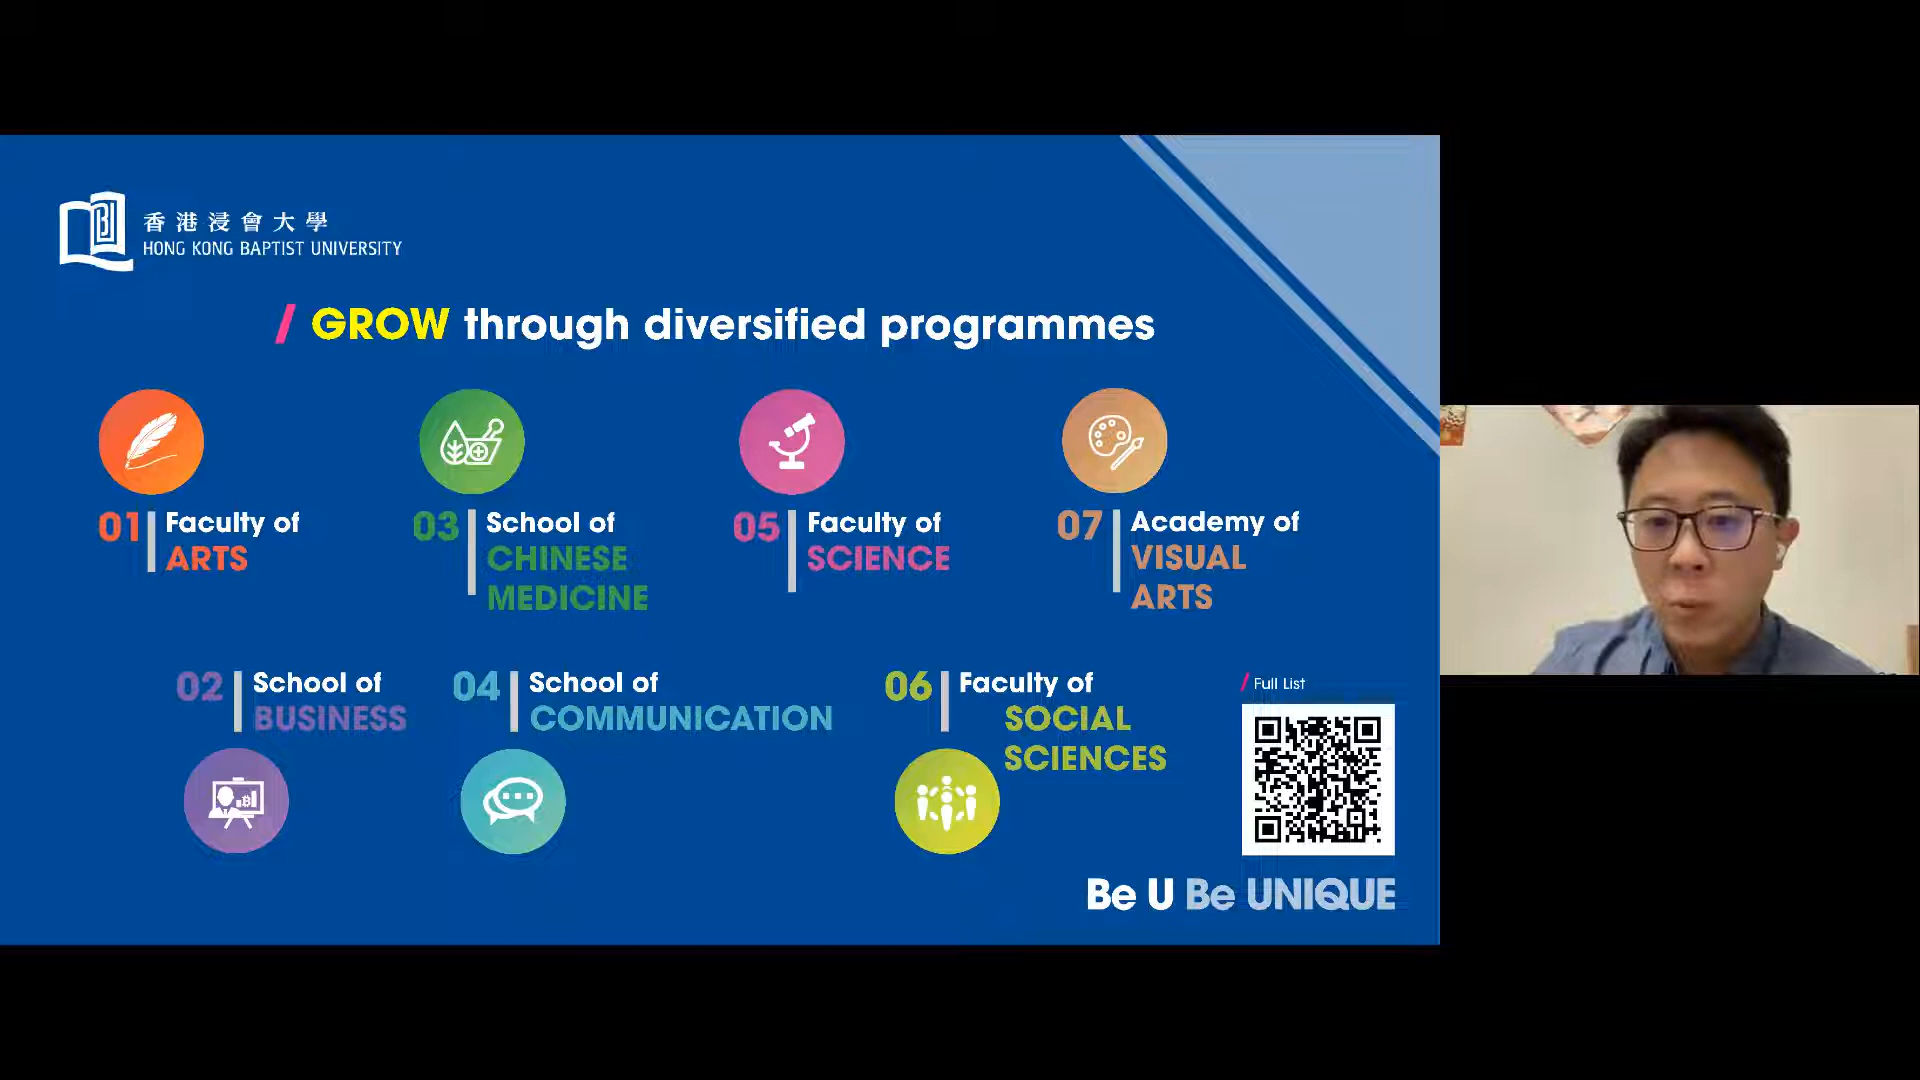 香港浸會大學
HONG KONG BAPTIST UNIVERSITY
/ GROW through diversified programmes
01 Faculty of
ARTS
03 School of
CHINESE
MEDICINE
05 Faculty of
SCIENCE
07 Academy of
VISUAL
ARTS
02 School of
BUSINESS
04 School of
COMMUNICATION
06 Faculty of
SOCIAL
SCIENCES
/ Full List
Be U Be UNIQUE